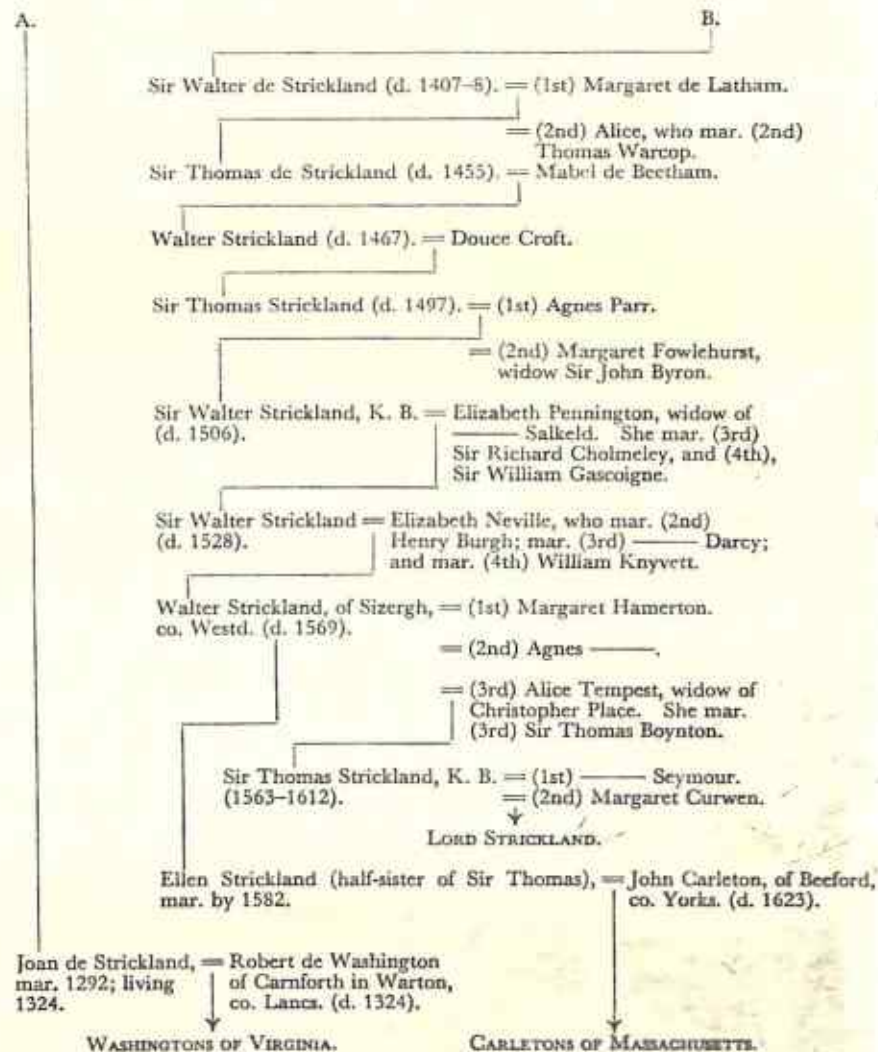 A. B.
Sir Walter de Strickland (d. 1407–8). = (1st) Margaret de Latham.
= (2nd) Alice, who mar. (2nd)
Thomas Warcop.
Sir Thomas de Strickland (d. 1455). = Mabel de Beetham.
Walter Strickland (d. 1467). = Douce Croft.
Sir Thomas Strickland (d. 1497). = (1st) Agnes Parr.
= (2nd) Margaret Fowlehurst,
widow Sir John Byron.
Sir Walter Strickland, K. B. = Elizabeth Pennington, widow of
(d. 1506). —— Salkeld. She mar. (3rd)
Sir Richard Cholmeley, and (4th),
Sir William Gascoigne.
Sir Walter Strickland = Elizabeth Neville, who mar. (2nd)
(d. 1528). Henry Burgh; mar. (3rd) —— Darcy;
and mar. (4th) William Knyvett.
Walter Strickland, of Sizergh, = (1st) Margaret Hamerton.
co. Westd. (d. 1569).
= (2nd) Agnes ——.
= (3rd) Alice Tempest, widow of
Christopher Place. She mar.
(3rd) Sir Thomas Boynton.
Sir Thomas Strickland, K. B. = (1st) —— Seymour.
(1563–1612). = (2nd) Margaret Curwen.
LORD STRICKLAND.
Ellen Strickland (half-sister of Sir Thomas), = John Carleton, of Beeford,
mar. by 1582. co. Yorks. (d. 1623).
Joan de Strickland, = Robert de Washington
mar. 1292; living of Carnforth in Warton,
1324. co. Lancs. (d. 1324).
WASHINGTONS OF VIRGINIA. CARLETONS OF MASSACHUSETTS.